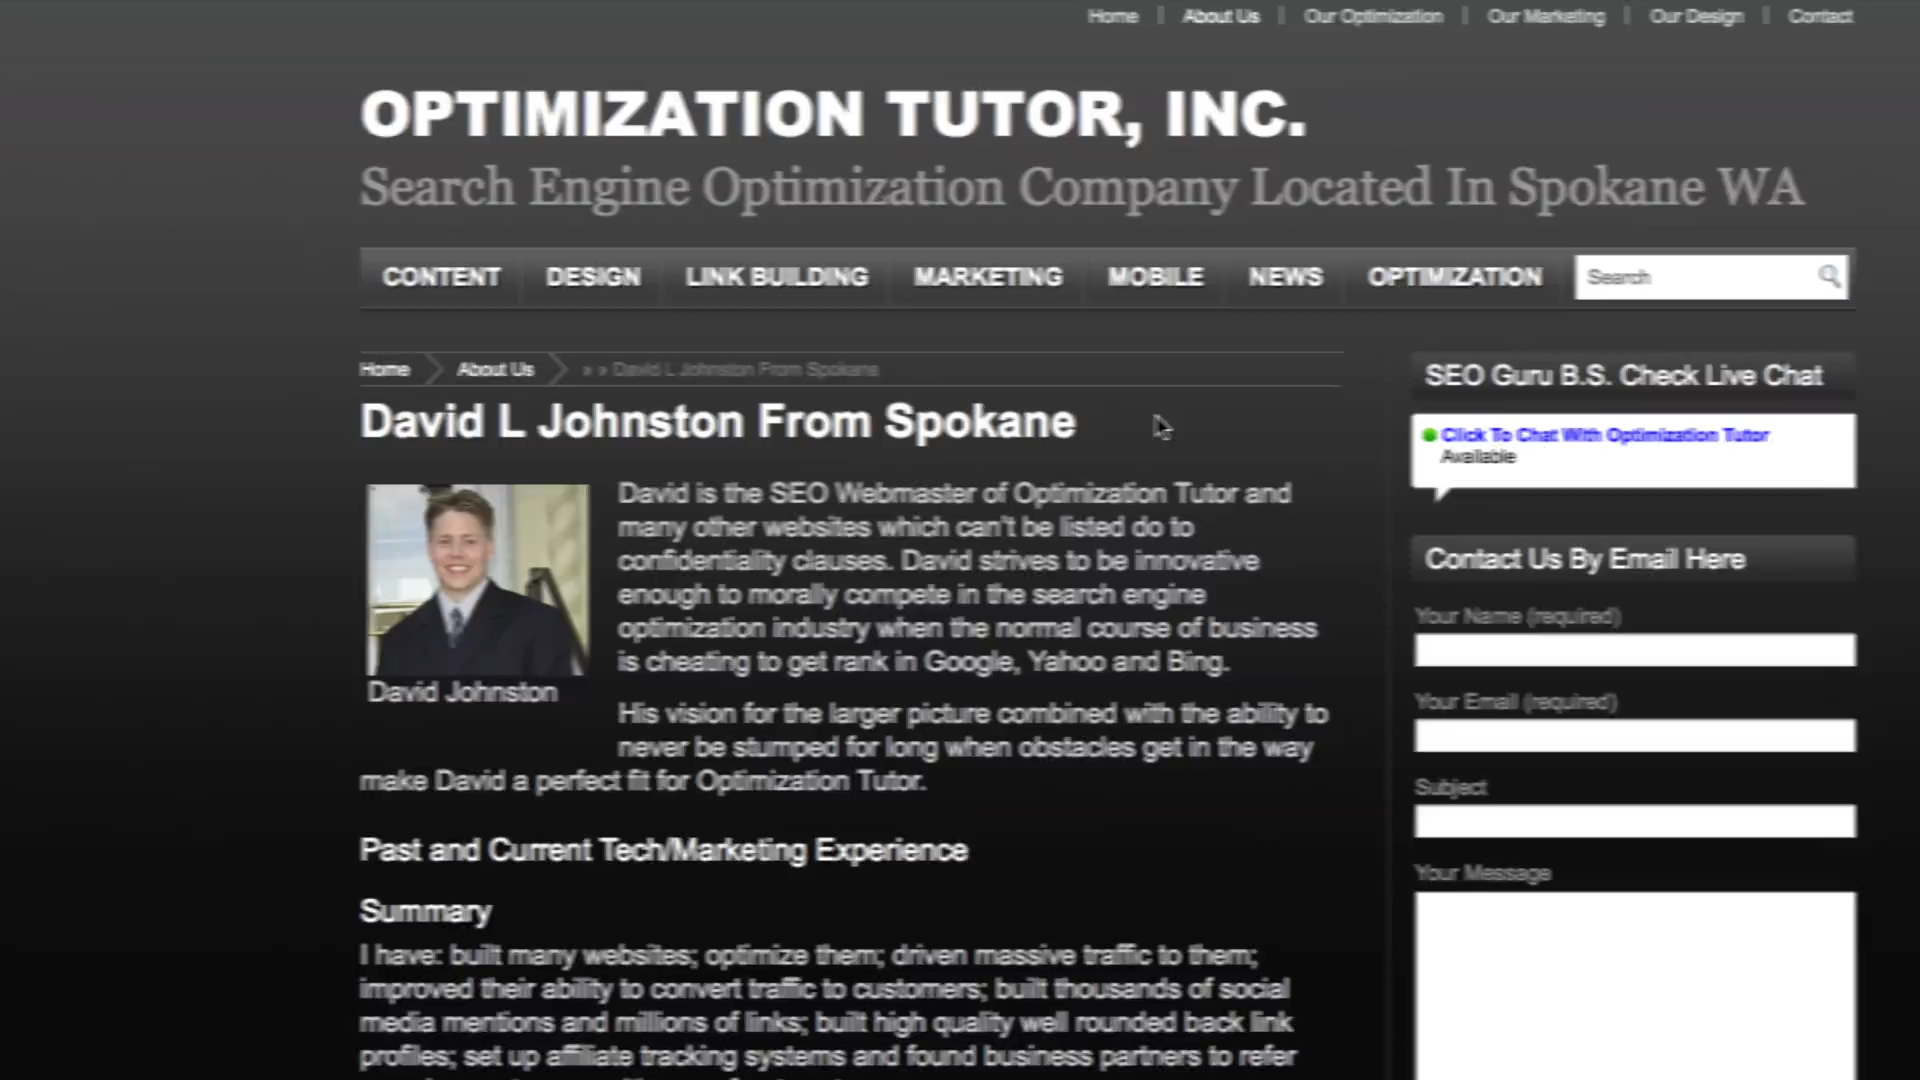 Home | About Us | Our Optimization | Our Marketing | Our Design | Contact
OPTIMIZATION TUTOR, INC.
Search Engine Optimization Company Located In Spokane WA
CONTENT DESIGN LINK BUILDING MARKETING MOBILE NEWS OPTIMIZATION Search
Home About Us » » David L Johnston From Spokane
David L Johnston From Spokane
David is the SEO Webmaster of Optimization Tutor and
many other websites which can't be listed do to
confidentiality clauses. David strives to be innovative
enough to morally compete in the search engine
optimization industry when the normal course of business
is cheating to get rank in Google, Yahoo and Bing.
David Johnston
His vision for the larger picture combined with the ability to
never be stumped for long when obstacles get in the way
make David a perfect fit for Optimization Tutor.
Past and Current Tech/Marketing Experience
Summary
I have: built many websites; optimize them; driven massive traffic to them;
improved their ability to convert traffic to customers; built thousands of social
media mentions and millions of links; built high quality well rounded back link
profiles; set up affiliate tracking systems and found business partners to refer
SEO Guru B.S. Check Live Chat
Click To Chat With Optimization Tutor
Available
Contact Us By Email Here
Your Name (required)
Your Email (required)
Subject
Your Message